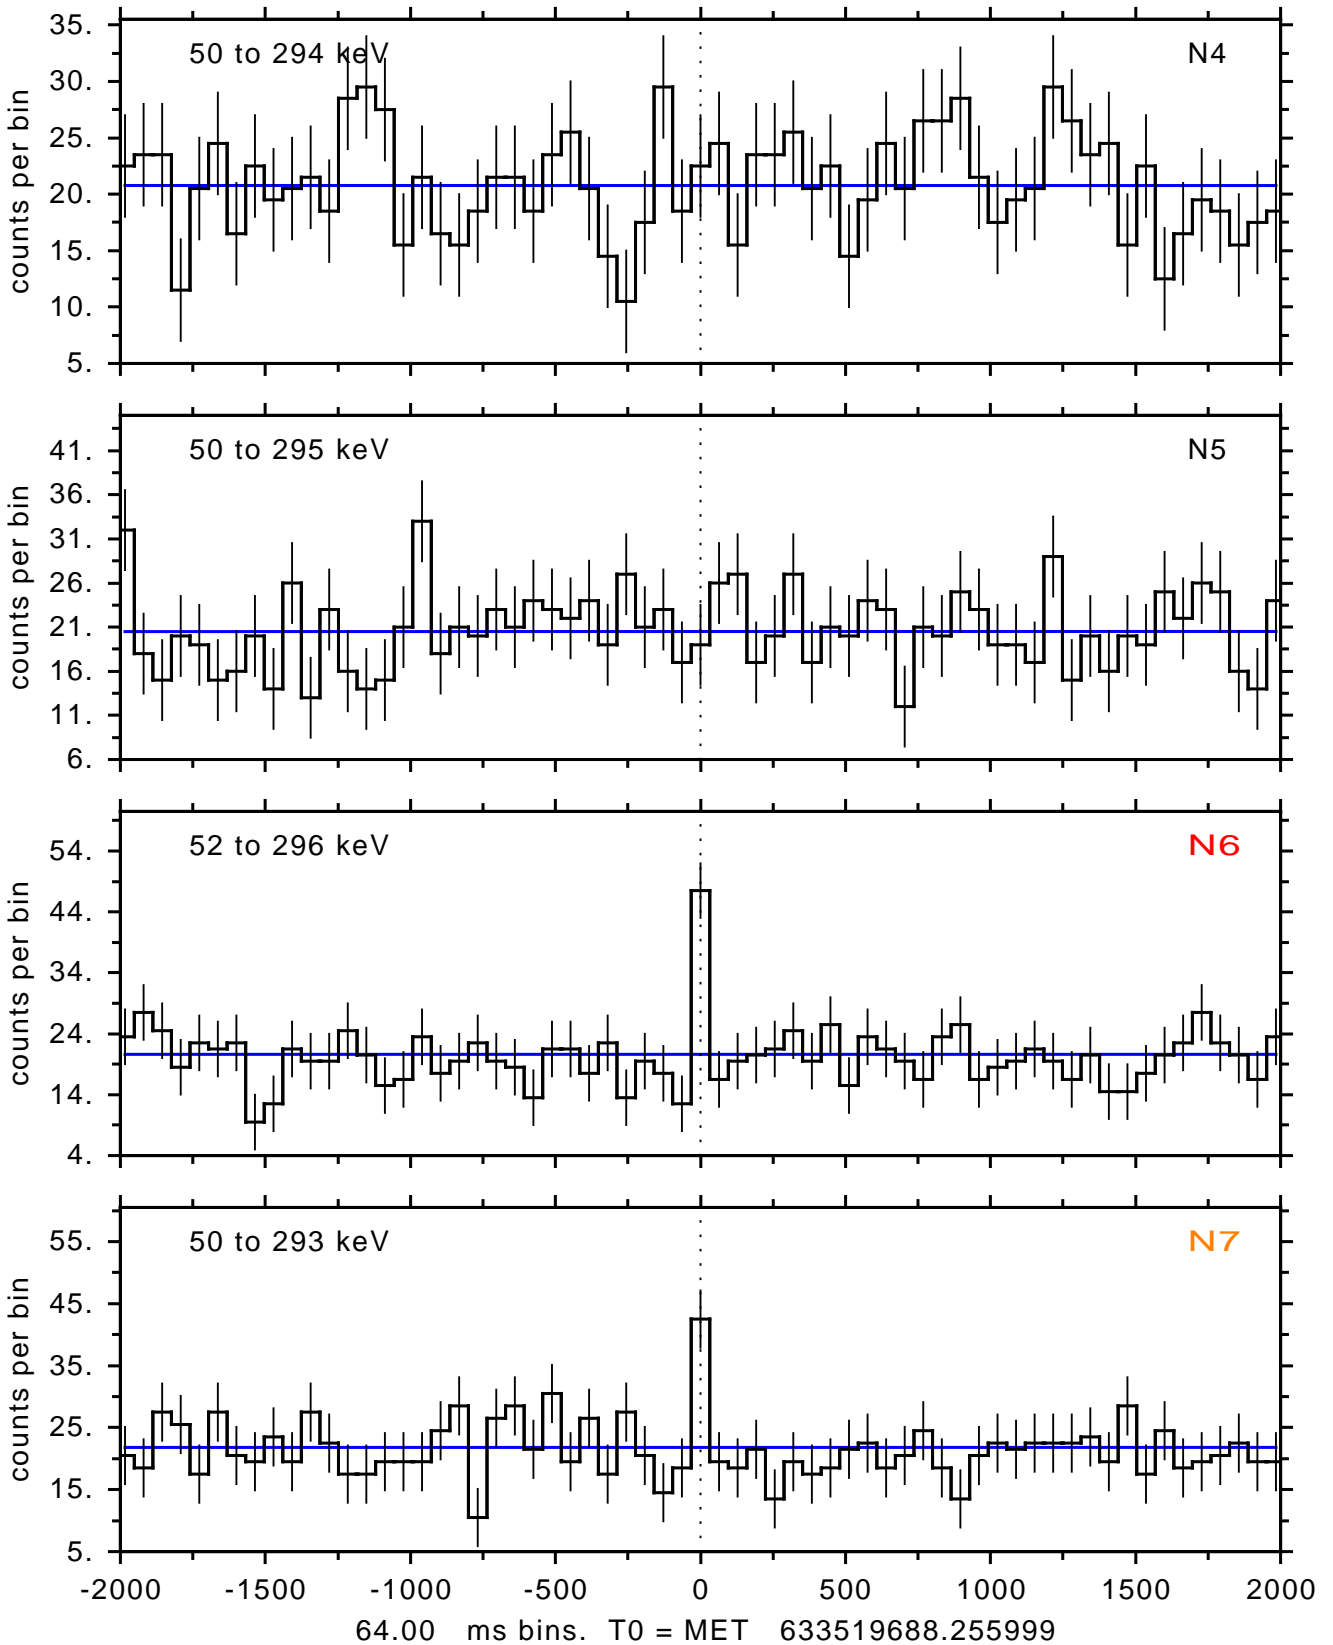 50 to 294 keV N4
35.
30.
25.
20.
15.
10.
5.
counts per bin
50 to 295 keV N5
41.
36.
31.
26.
21.
16.
11.
6.
counts per bin
52 to 296 keV N6
54.
44.
34.
24.
14.
4.
counts per bin
50 to 293 keV N7
55.
45.
35.
25.
15.
5.
counts per bin
-2000 -1500 -1000 -500 0 500 1000 1500 2000
64.00 ms bins. T0 = MET 633519688.255999